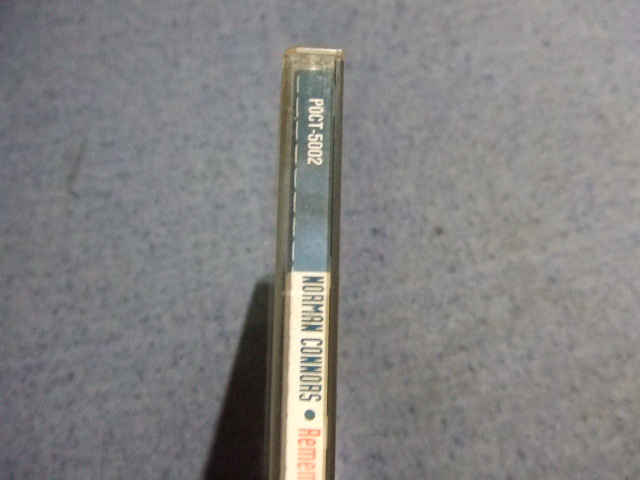 POCT-5002
NORMAN CONNORS • Remem